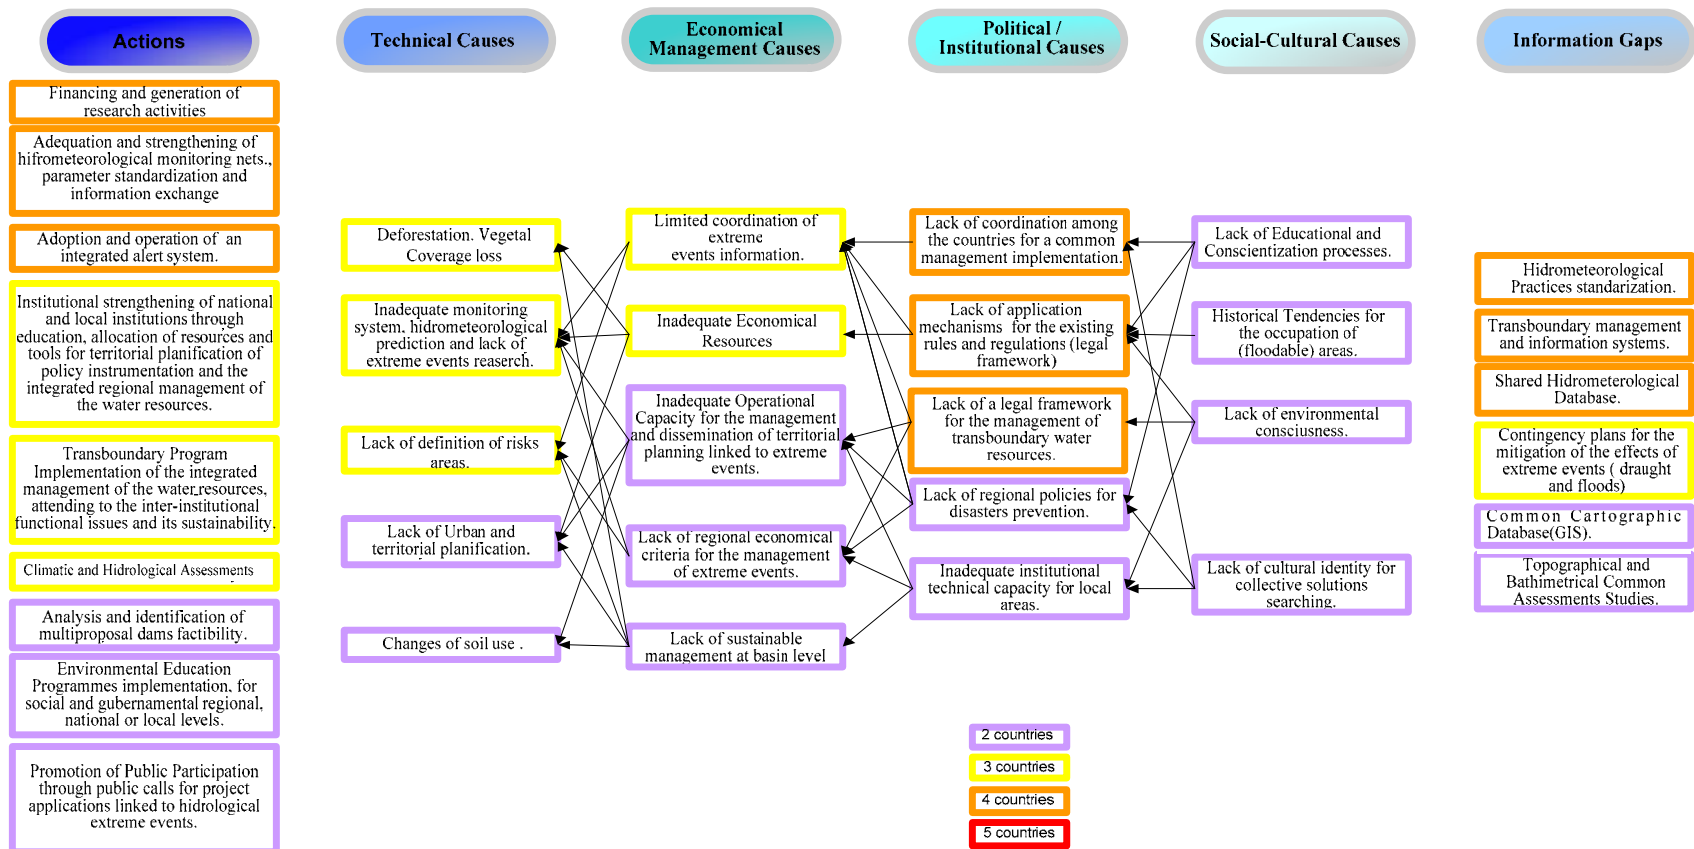 Actions
Technical Causes
Economical
Management Causes
Political /
Institutional Causes
Social-Cultural Causes
Information Gaps
Financing and generation of
research activities
Adequation and strengthening of
hifrometeorological monitoring nets.,
parameter standardization and
information exchange
Adoption and operation of an
integrated alert system.
Institutional strengthening of national
and local institutions through
education, allocation of resources and
tools for territorial planification of
policy instrumentation and the
integrated regional management of
the water resources.
Transboundary Program
Implementation of the integrated
management of the water resources,
attending to the inter-institutional
functional issues and its sustainability.
Climatic and Hidrological Assessments
Analysis and identification of
multiproposal dams factibility.
Environmental Education
Programmes implementation, for
social and gubernamental regional,
national or local levels.
Promotion of Public Participation
through public calls for project
applications linked to hidrological
extreme events.
Deforestation. Vegetal
Coverage loss
Inadequate monitoring
system, hidrometeorological
prediction and lack of
extreme events reaserch.
Lack of definition of risks
areas.
Lack of Urban and
territorial planification.
Changes of soil use .
Limited coordination of
extreme
events information.
Inadequate Economical
Resources
Inadequate Operational
Capacity for the management
and dissemination of territorial
planning linked to extreme
events.
Lack of regional economical
criteria for the management
of extreme events.
Lack of sustainable
management at basin level
Lack of coordination among
the countries for a common
management implementation.
Lack of application
mechanisms for the existing
rules and regulations (legal
framework)
Lack of a legal framework
for the management of
transboundary water
resources.
Lack of regional policies for
disasters prevention.
Inadequate institutional
technical capacity for local
areas.
Lack of Educational and
Conscientization processes.
Historical Tendencies for
the occupation of
(floodable) areas.
Lack of environmental
consciusness.
Lack of cultural identity for
collective solutions
searching.
Hidrometeorological
Practices standarization.
Transboundary management
and information systems.
Shared Hidrometerological
Database.
Contingency plans for the
mitigation of the effects of
extreme events ( draught
and floods)
Common Cartographic
Database(GIS).
Topographical and
Bathimetrical Common
Assessments Studies.
2 countries
3 countries
4 countries
5 countries